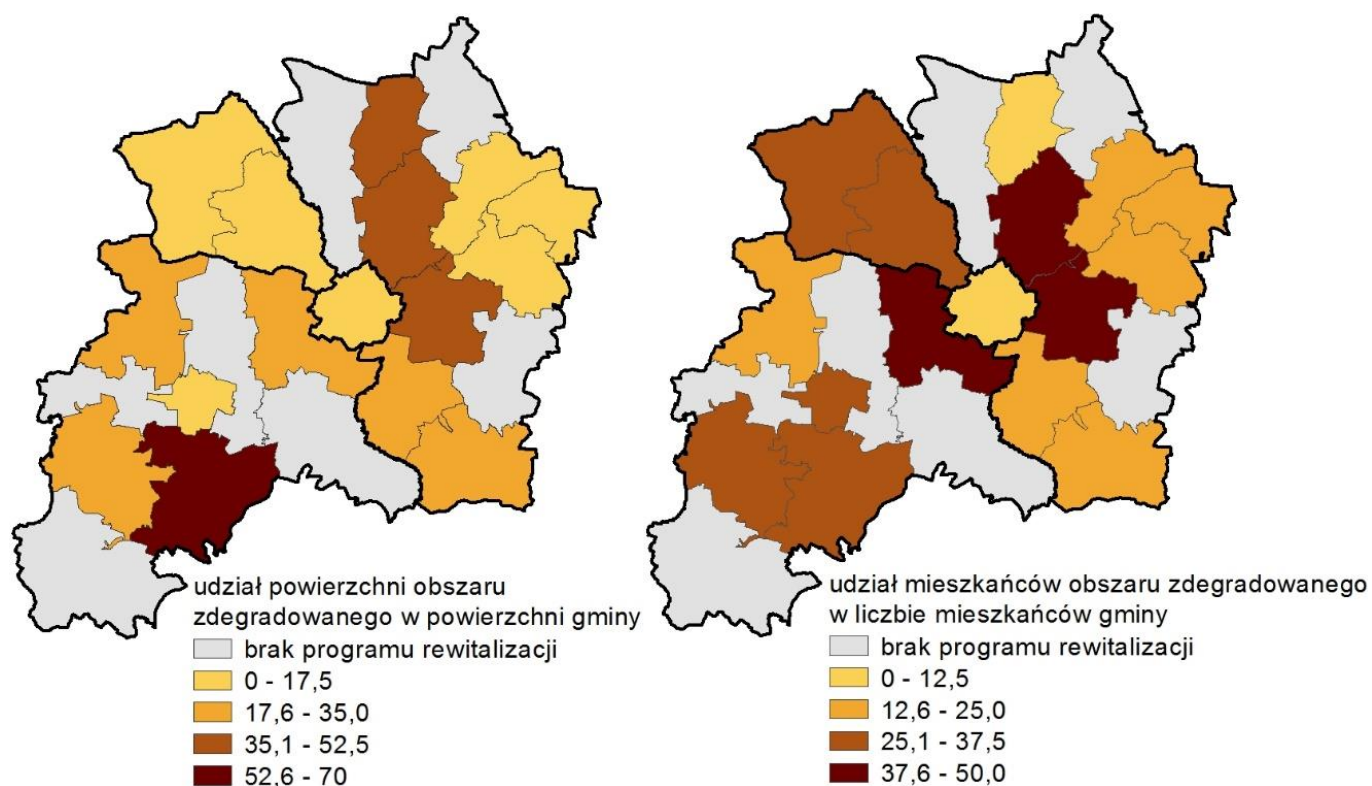 udział powierzchni obszaru
zdegradowanego w powierzchni gminy
brak programu rewitalizacji
0 - 17,5
17,6 - 35,0
35,1 - 52,5
52,6 - 70
udział mieszkańców obszaru zdegradowanego
w liczbie mieszkańców gminy
brak programu rewitalizacji
0 - 12,5
12,6 - 25,0
25,1 - 37,5
37,6 - 50,0